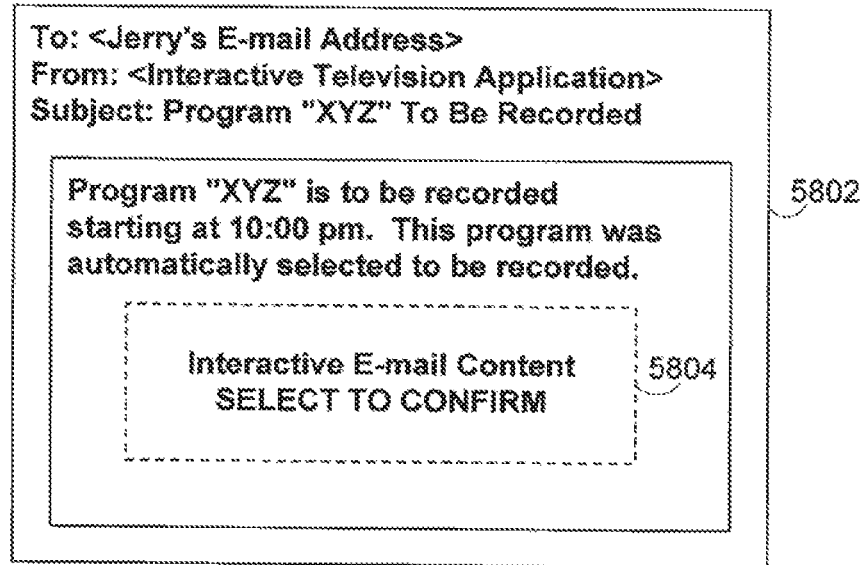 To: <Jerry's E-mail Address>
From: <Interactive Television Application>
Subject: Program "XYZ" To Be Recorded
Program "XYZ" is to be recorded
starting at 10:00 pm. This program was
automatically selected to be recorded.
5802
Interactive E-mail Content
SELECT TO CONFIRM
5804